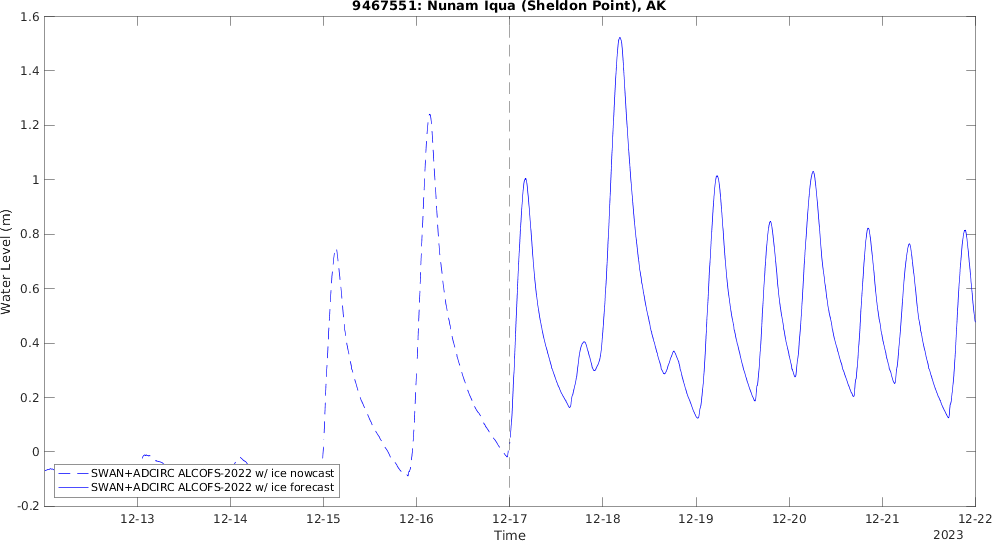 9467551: Nunam Iqua (Sheldon Point), AK
1.6
1.4
1.2
1
0.8
0.6
0.4
0.2
0
-0.2
Water Level (m)
SWAN+ADCIRC ALCOFS-2022 w/ ice nowcast
SWAN+ADCIRC ALCOFS-2022 w/ ice forecast
12-13 12-14 12-15 12-16 12-17 12-18 12-19 12-20 12-21 12-22
Time
2023